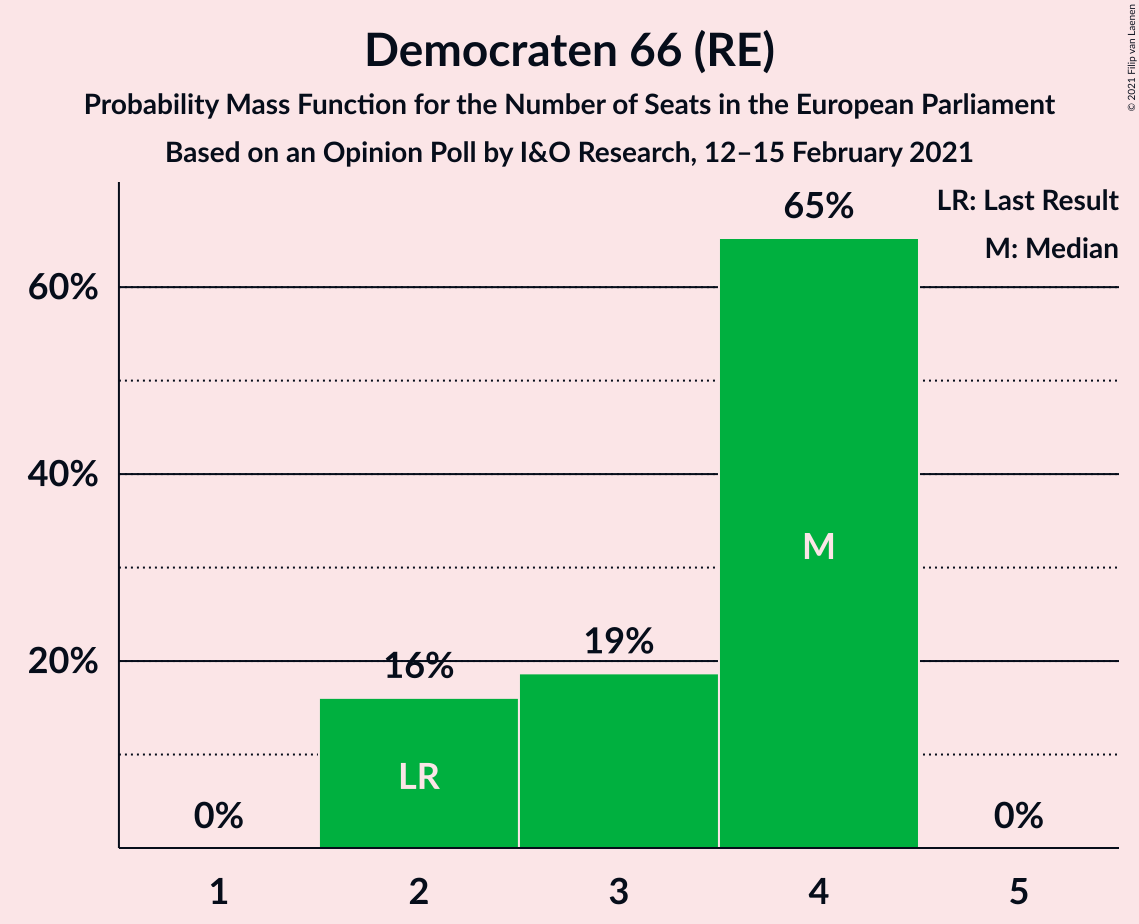 Democraten 66 (RE)
Probability Mass Function for the Number of Seats in the European Parliament
Based on an Opinion Poll by I&O Research, 12–15 February 2021
© 2021 Filip van Laenen
LR: Last Result
M: Median
60%
40%
20%
0%
16%
19%
65%
0%
LR
M
1
2
3
4
5